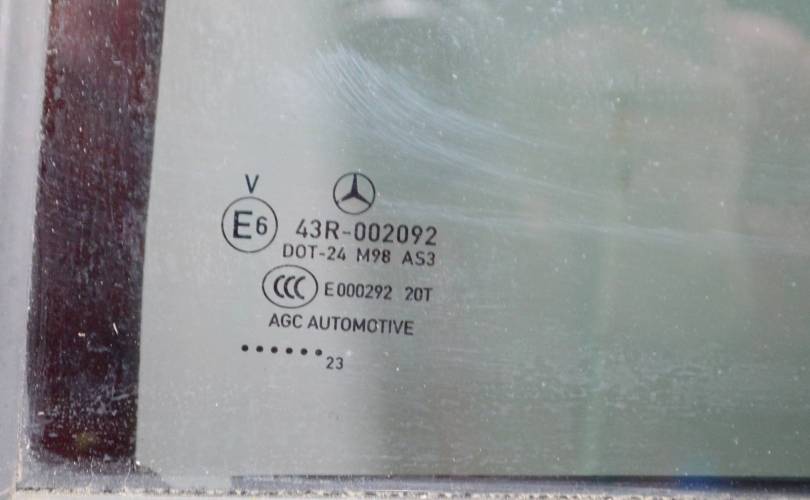 V
E6 43R-002092
DOT-24 M98 AS3
CCC E000292 20T
AGC AUTOMOTIVE
...... 23